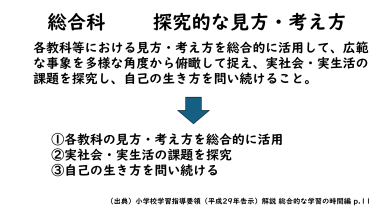 総合科　　探究的な見方・考え方
各教科等における見方・考え方を総合的に活用して、広範
な事象を多様な角度から俯瞰して捉え、実社会・実生活の
課題を探究し、自己の生き方を問い続けること。
①各教科の見方・考え方を総合的に活用
②実社会・実生活の課題を探究
③自己の生き方を問い続ける
（出典）小学校学習指導要領（平成29年告示）解説 総合的な学習の時間編 p.11